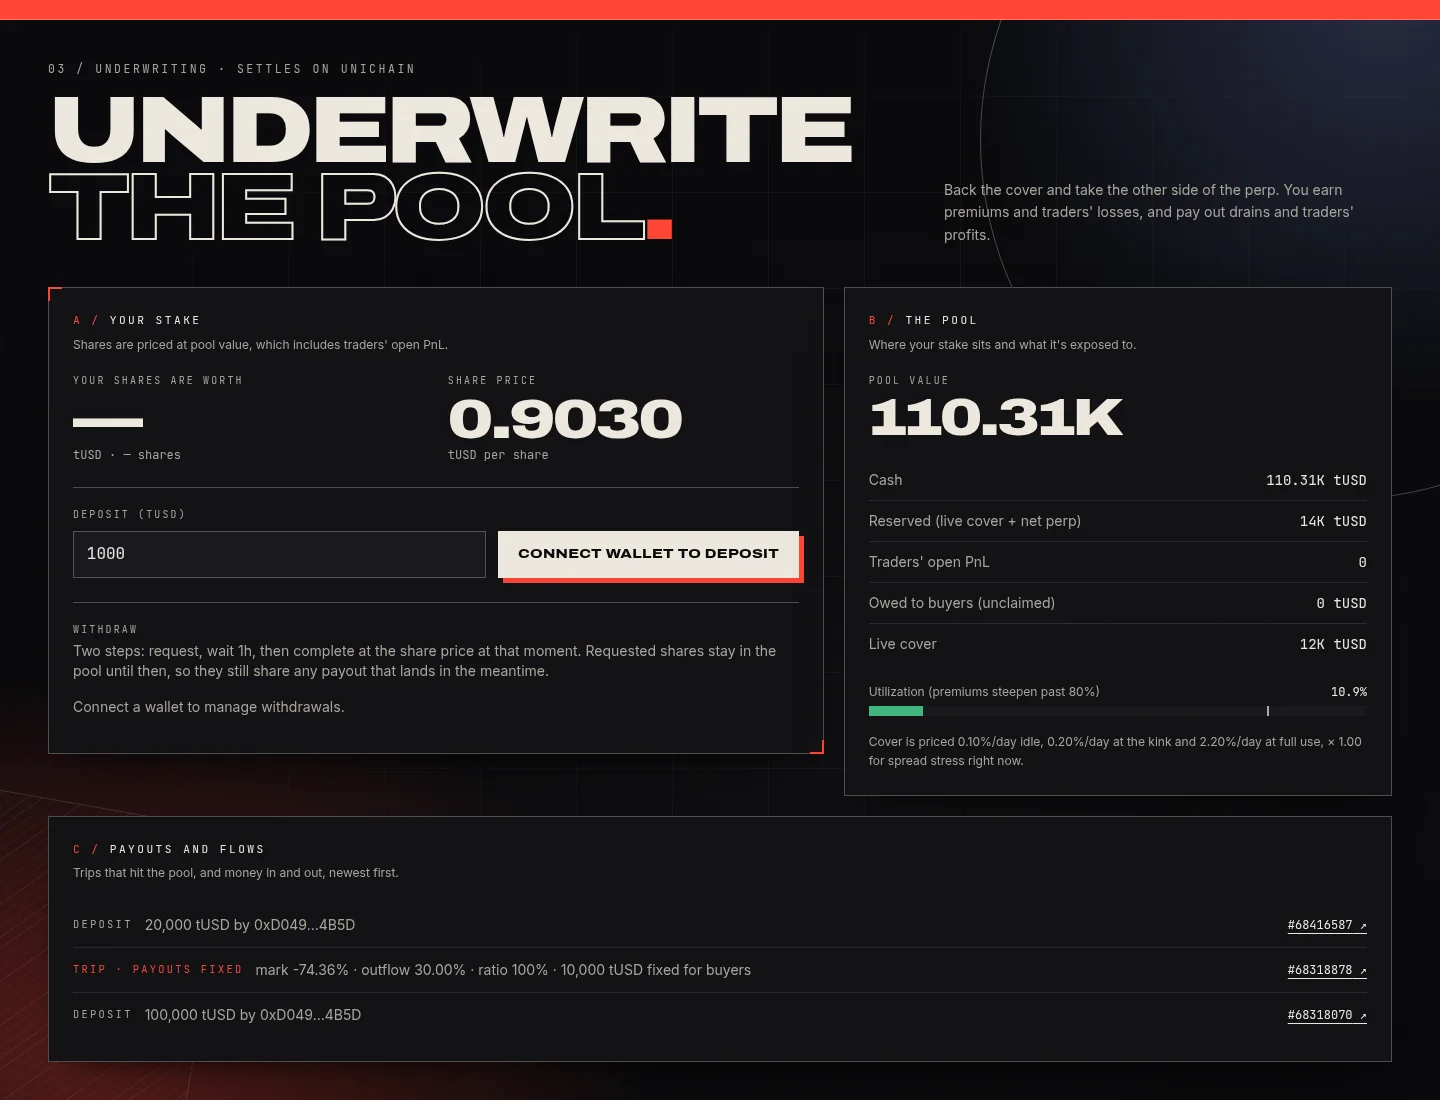 03 / UNDERWRITING · SETTLES ON UNICHAIN
UNDERWRITE
THE POOL.
Back the cover and take the other side of the perp. You earn
premiums and traders' losses, and pay out drains and traders'
profits.
A / YOUR STAKE
Shares are priced at pool value, which includes traders' open PnL.
YOUR SHARES ARE WORTH
—
tUSD · — shares
SHARE PRICE
0.9030
tUSD per share
DEPOSIT (TUSD)
1000
CONNECT WALLET TO DEPOSIT
WITHDRAW
Two steps: request, wait 1h, then complete at the share price at that moment. Requested shares stay in the
pool until then, so they still share any payout that lands in the meantime.
Connect a wallet to manage withdrawals.
B / THE POOL
Where your stake sits and what it's exposed to.
POOL VALUE
110.31K
Cash 110.31K tUSD
Reserved (live cover + net perp) 14K tUSD
Traders' open PnL 0
Owed to buyers (unclaimed) 0 tUSD
Live cover 12K tUSD
Utilization (premiums steepen past 80%) 10.9%
Cover is priced 0.10%/day idle, 0.20%/day at the kink and 2.20%/day at full use, × 1.00
for spread stress right now.
C / PAYOUTS AND FLOWS
Trips that hit the pool, and money in and out, newest first.
DEPOSIT 20,000 tUSD by 0xD049...4B5D #68416587 ↗
TRIP · PAYOUTS FIXED mark -74.36% · outflow 30.00% · ratio 100% · 10,000 tUSD fixed for buyers #68318878 ↗
DEPOSIT 100,000 tUSD by 0xD049...4B5D #68318070 ↗